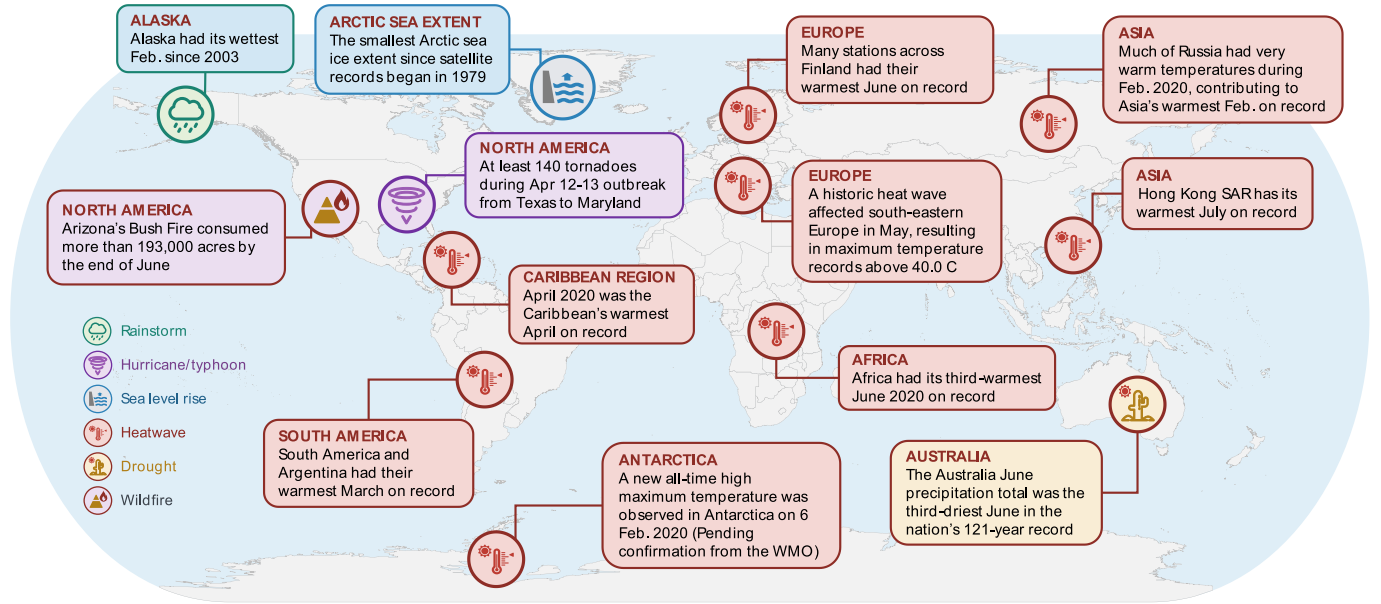 ALASKA
Alaska had its wettest
Feb. since 2003
ARCTIC SEA EXTENT
The smallest Arctic sea
ice extent since satellite
records began in 1979
EUROPE
Many stations across
Finland had their
warmest June on record
ASIA
Much of Russia had very
warm temperatures during
Feb. 2020, contributing to
Asia's warmest Feb. on record
NORTH AMERICA
At least 140 tornadoes
during Apr 12-13 outbreak
from Texas to Maryland
EUROPE
A historic heat wave
affected south-eastern
Europe in May, resulting
in maximum temperature
records above 40.0 C
ASIA
Hong Kong SAR has its
warmest July on record
NORTH AMERICA
Arizona's Bush Fire consumed
more than 193,000 acres by
the end of June
CARIBBEAN REGION
April 2020 was the
Caribbean's warmest
April on record
Rainstorm
Hurricane/typhoon
Sea level rise
Heatwave
Drought
Wildfire
AFRICA
Africa had its third-warmest
June 2020 on record
SOUTH AMERICA
South America and
Argentina had their
warmest March on record
ANTARCTICA
A new all-time high
maximum temperature was
observed in Antarctica on 6
Feb. 2020 (Pending
confirmation from the WMO)
AUSTRALIA
The Australia June
precipitation total was the
third-driest June in the
nation's 121-year record